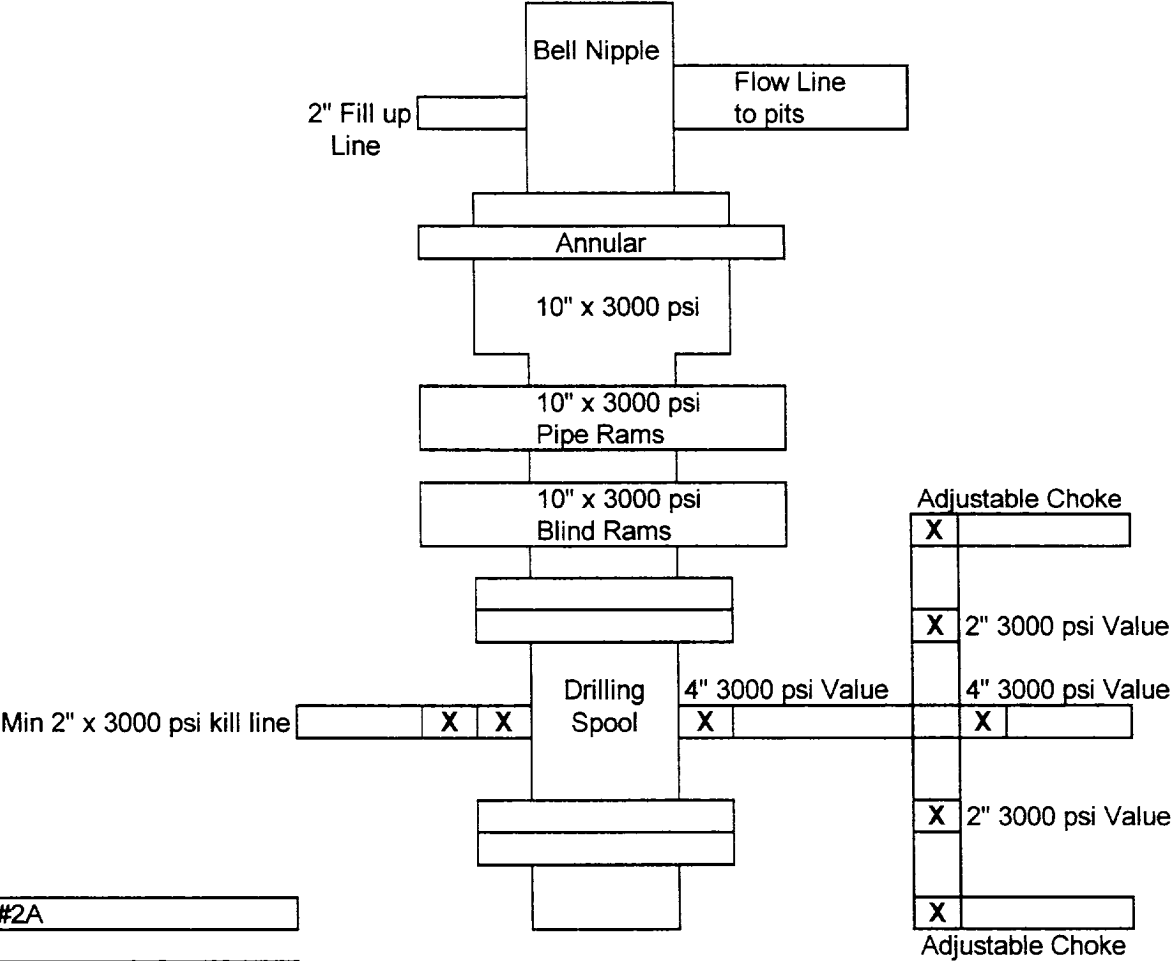 Bell Nipple
Flow Line
to pits
2" Fill up
Line
Annular
10" x 3000 psi
10" x 3000 psi
Pipe Rams
10" x 3000 psi
Blind Rams
Adjustable Choke
X
X 2" 3000 psi Value
Drilling
Spool
4" 3000 psi Value
4" 3000 psi Value
Min 2" x 3000 psi kill line
X X
X
X
X 2" 3000 psi Value
#2A
X
Adjustable Choke